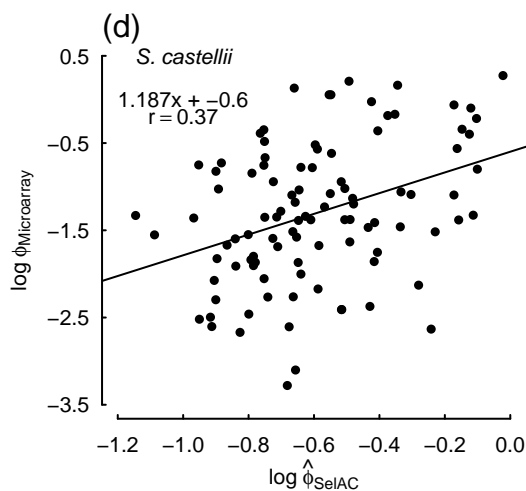 (d)
S. castellii
1.187x + −0.6
r = 0.37
0.5
−0.5
−1.5
−2.5
−3.5
log ϕMicroarray
−1.2 −1.0 −0.8 −0.6 −0.4 −0.2 0.0
log ϕ̂SelAC